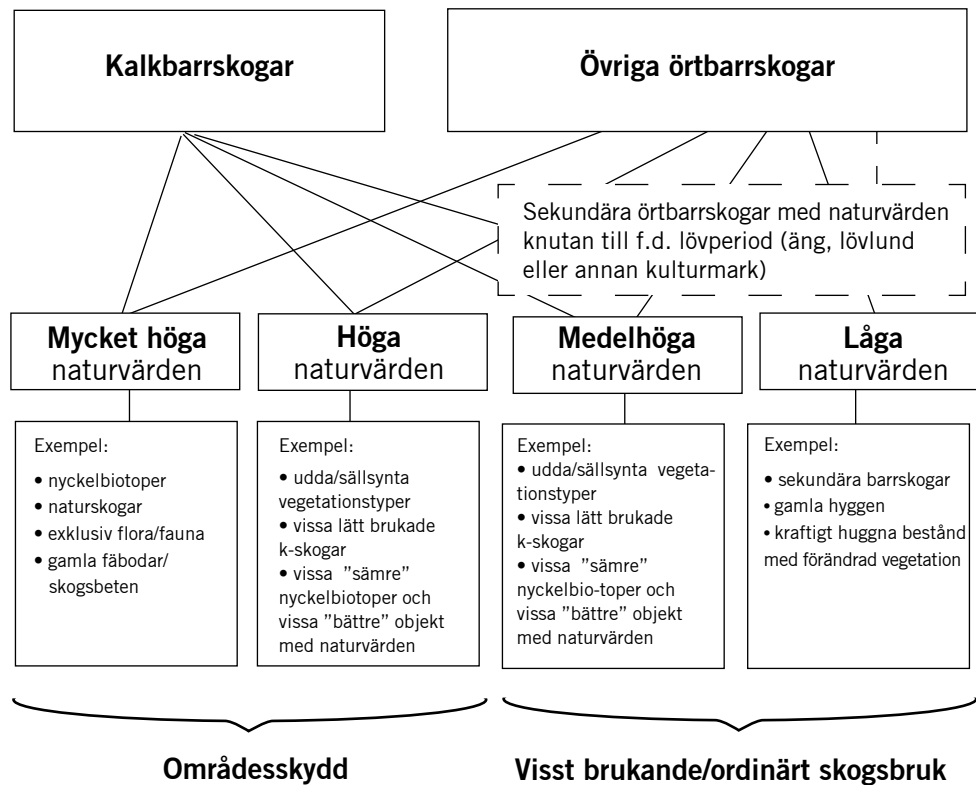 Kalkbarrskogar
Övriga örtbarrskogar
Sekundära örtbarrskogar med naturvärden
knutan till f.d. lövperiod (äng, lövlund
eller annan kulturmark)
Mycket höga
naturvärden
Höga
naturvärden
Medelhöga
naturvärden
Låga
naturvärden
Exempel:
• nyckelbiotoper
• naturskogar
• exklusiv flora/fauna
• gamla fäbodar/
skogsbeten
Exempel:
• udda/sällsynta
vegetationstyper
• vissa lätt brukade
k-skogar
• vissa ”sämre”
nyckelbiotoper och
vissa ”bättre” objekt
med naturvärden
Exempel:
• udda/sällsynta vegeta-
tionstyper
• vissa lätt brukade
k-skogar
• vissa ”sämre”
nyckelbio-toper och
vissa ”bättre” objekt
med naturvärden
Exempel:
• sekundära barrskogar
• gamla hyggen
• kraftigt huggna bestånd
med förändrad vegetation
Områdesskydd
Visst brukande/ordinärt skogsbruk